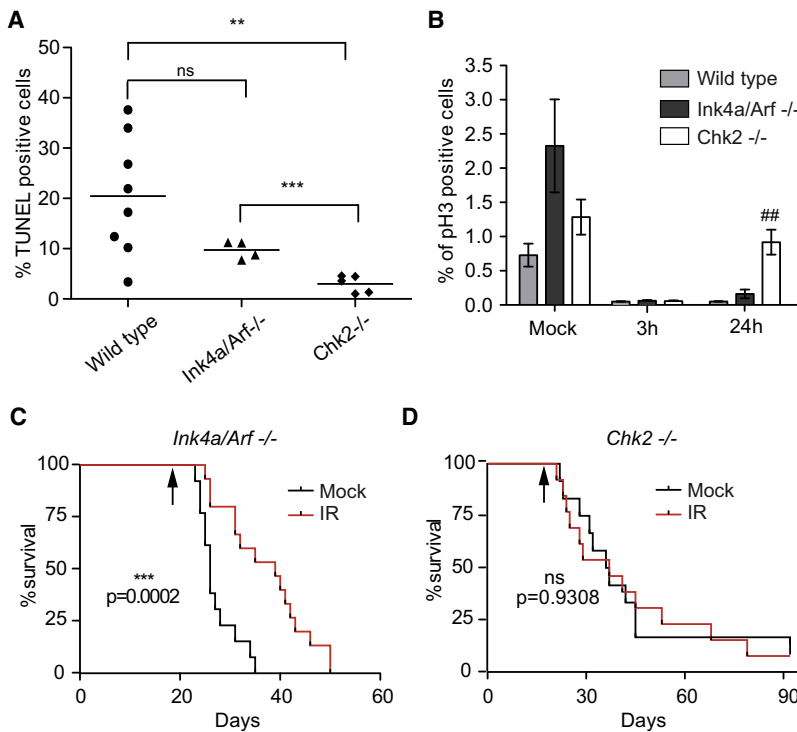 A
**
ns
***
50
40
30
20
10
0
% TUNEL positive cells
Wild type
Ink4a/Arf-/-
Chk2-/-
B
Wild type
Ink4a/Arf -/-
Chk2 -/-
3.5
3.0
2.5
2.0
1.5
1.0
0.5
0.0
% of pH3 positive cells
##
Mock 3h 24h
C
Ink4a/Arf -/-
100
75
50
25
0
%survival
Mock
IR
***
p=0.0002
0 20 40 60
Days
D
Chk2 -/-
100
75
50
25
0
%survival
Mock
IR
ns
p=0.9308
0 30 60 90
Days